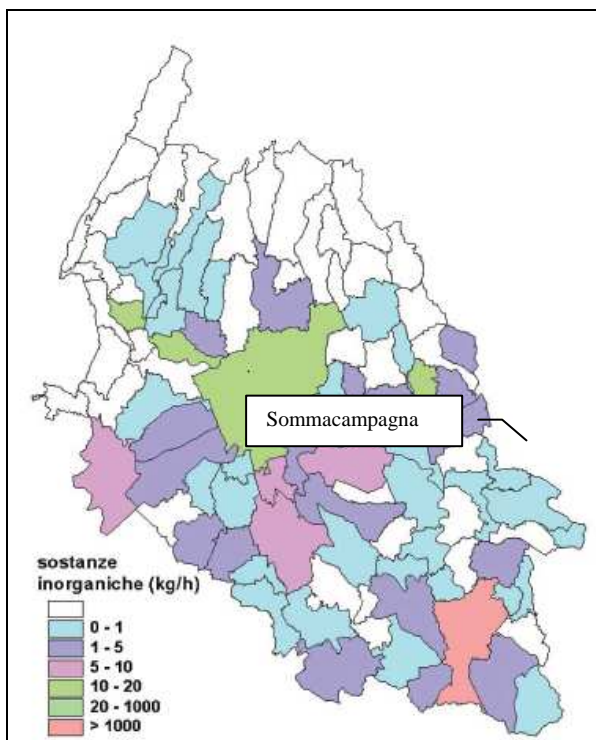 Sommacampagna
sostanze
inorganiche (kg/h)
0 - 1
1 - 5
5 - 10
10 - 20
20 - 1000
> 1000